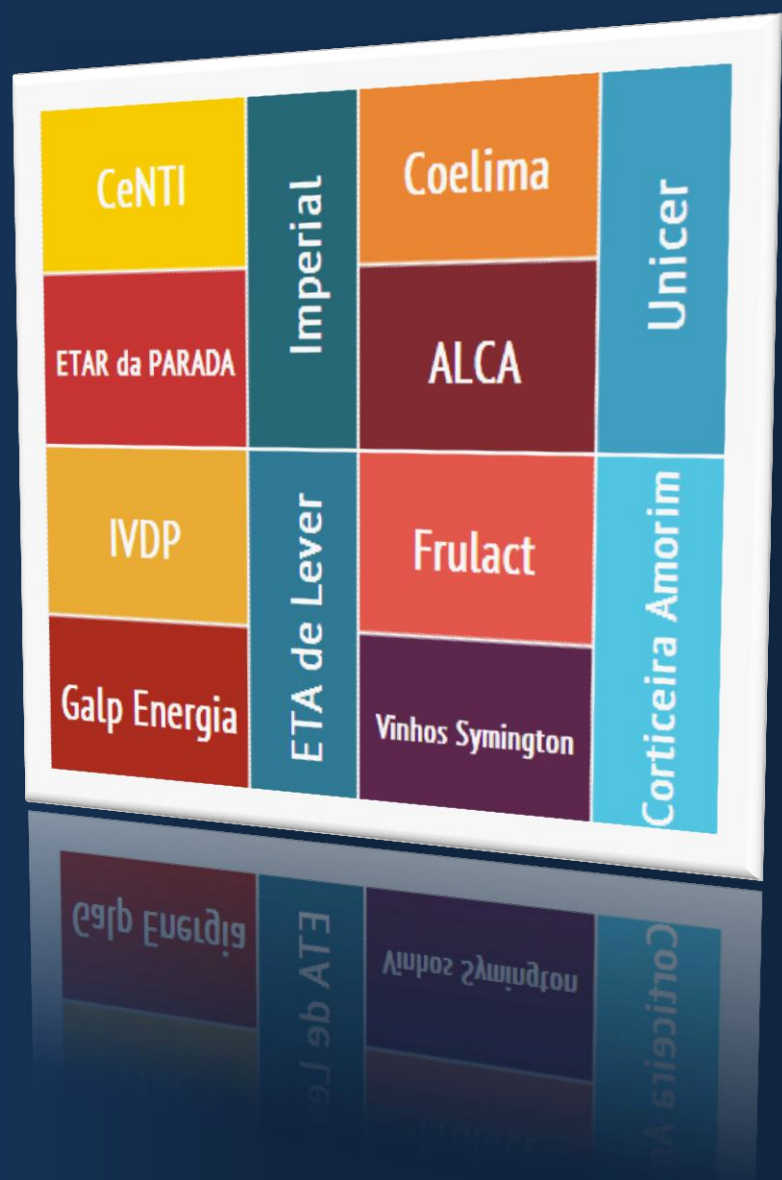 CeNTI
Imperial
Coelima
Unicer
ETAR da PARADA
ALCA
IVDP
ETA de Lever
Frulact
Corticeira Amorim
Galp Energia
Vinhos Symington